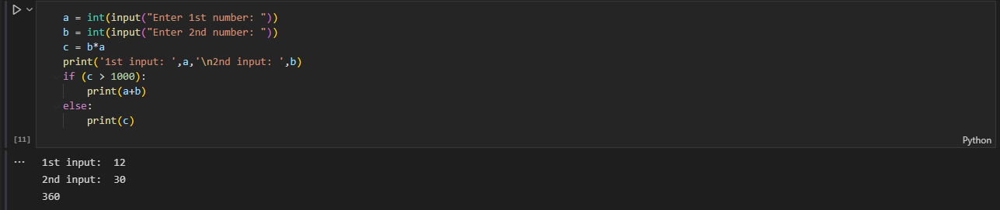 a = int(input("Enter 1st number: "))
b = int(input("Enter 2nd number: "))
c = b*a
print('1st input: ',a,'\n2nd input: ',b)
if (c > 1000):
    print(a+b)
else:
    print(c)
[11]
Python
...
1st input:  12
2nd input:  30
360